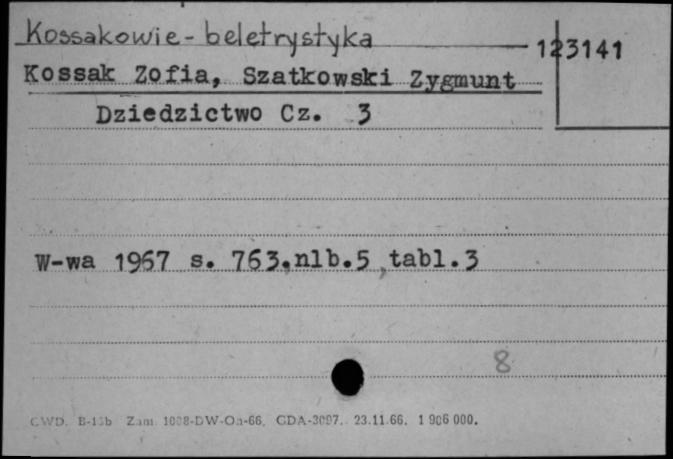 Kossakowie - beletrystyka
123141
Kossak Zofia, Szatkowski Zygmunt
Dziedzictwo Cz. 3
W-wa 1967 s. 763,nlb.5 ,tabl.3
8
CWD. B-13b Zam. 1008-DW-Oa-66. GDA-3097. 23.11.66. 1 906 000.